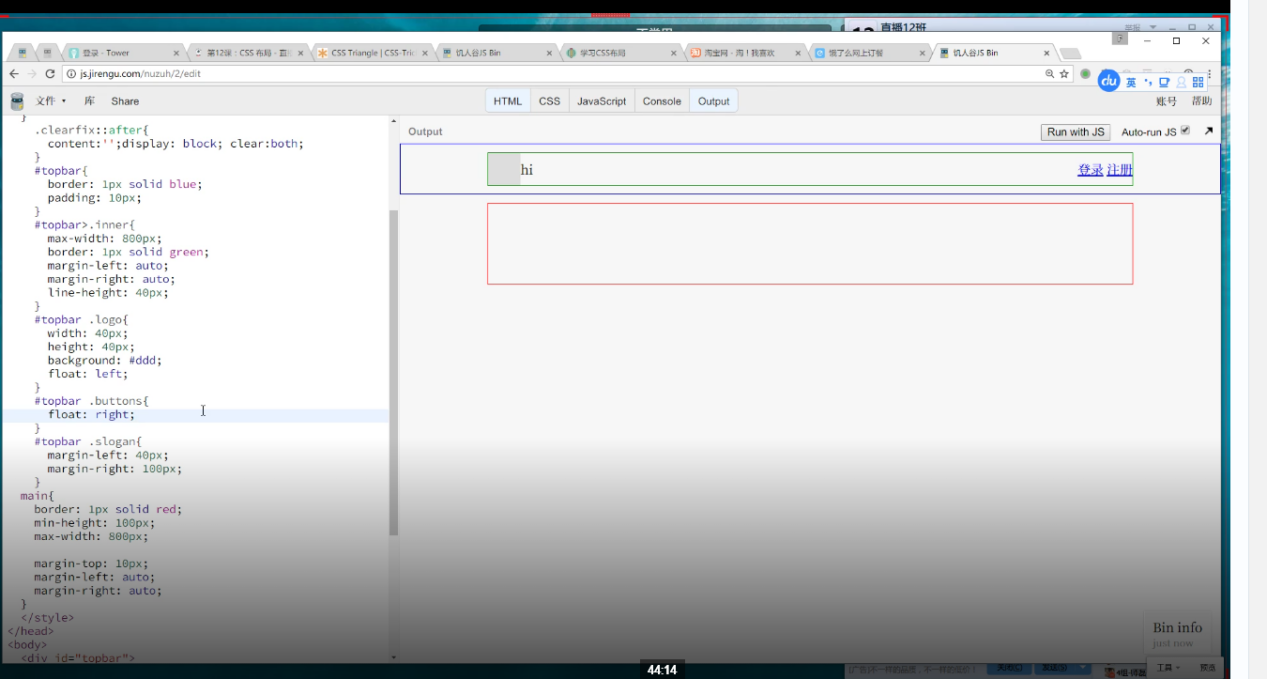 直播12班
登录 - Tower
第12课：CSS 布局 - 直
CSS Triangle | CSS-Tric
饥人谷JS Bin
学习CSS布局
淘宝网 - 淘！我喜欢
饿了么网上订餐
饥人谷JS Bin
js.jirengu.com/nuzuh/2/edit
du 英
文件 库 Share
HTML CSS JavaScript Console Output
账号 帮助
}
.clearfix::after{
content:'';display: block; clear:both;
}
#topbar{
border: 1px solid blue;
padding: 10px;
}
#topbar>.inner{
max-width: 800px;
border: 1px solid green;
margin-left: auto;
margin-right: auto;
line-height: 40px;
}
#topbar .logo{
width: 40px;
height: 40px;
background: #ddd;
float: left;
}
#topbar .buttons{
float: right;
}
#topbar .slogan{
margin-left: 40px;
margin-right: 100px;
}
main{
border: 1px solid red;
min-height: 100px;
max-width: 800px;
margin-top: 10px;
margin-left: auto;
margin-right: auto;
}
</style>
</head>
<body>
<div id="topbar">
Output
Run with JS Auto-run JS
hi
登录 注册
Bin info
just now
44:14
工具
预览